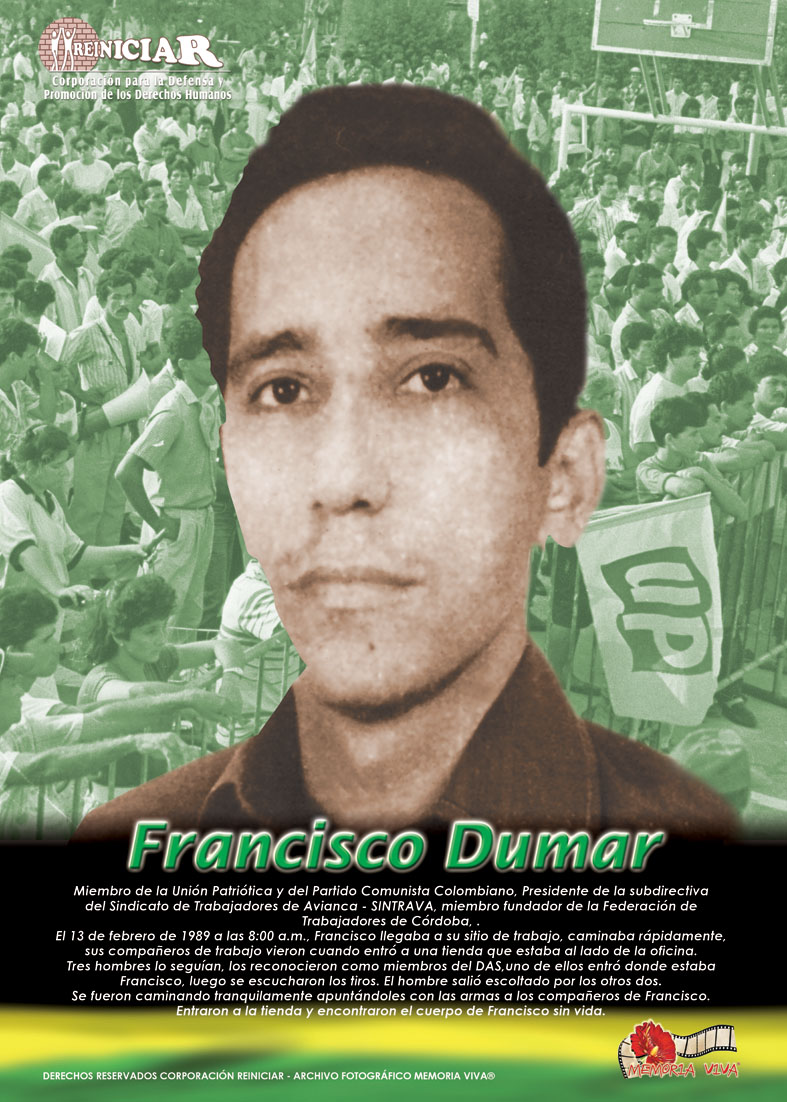 REINICIAR
Corporación para la Defensa y
Promoción de los Derechos Humanos
UP
Francisco Dumar
Miembro de la Unión Patriótica y del Partido Comunista Colombiano, Presidente de la subdirectiva
del Sindicato de Trabajadores de Avianca - SINTRAVA, miembro fundador de la Federación de
Trabajadores de Córdoba, .
El 13 de febrero de 1989 a las 8:00 a.m., Francisco llegaba a su sitio de trabajo, caminaba rápidamente,
sus compañeros de trabajo vieron cuando entró a una tienda que estaba al lado de la oficina.
Tres hombres lo seguían, los reconocieron como miembros del DAS,uno de ellos entró donde estaba
Francisco, luego se escucharon los tiros. El hombre salió escoltado por los otros dos.
Se fueron caminando tranquilamente apuntándoles con las armas a los compañeros de Francisco.
Entraron a la tienda y encontraron el cuerpo de Francisco sin vida.
MEMORIA VIVA
DERECHOS RESERVADOS CORPORACIÓN REINICIAR - ARCHIVO FOTOGRÁFICO MEMORIA VIVA®